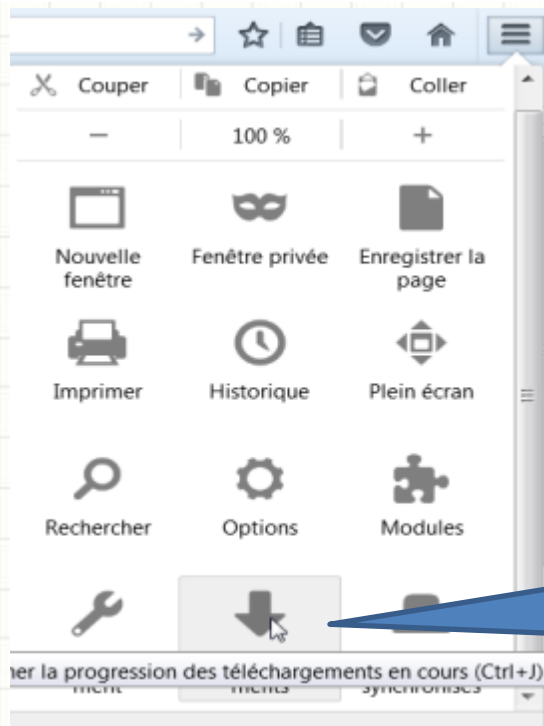 Couper Copier Coller
100 %
Nouvelle fenêtre
Fenêtre privée
Enregistrer la page
Imprimer Historique Plein écran
Rechercher Options Modules
la progression des téléchargements en cours (Ctrl+J)